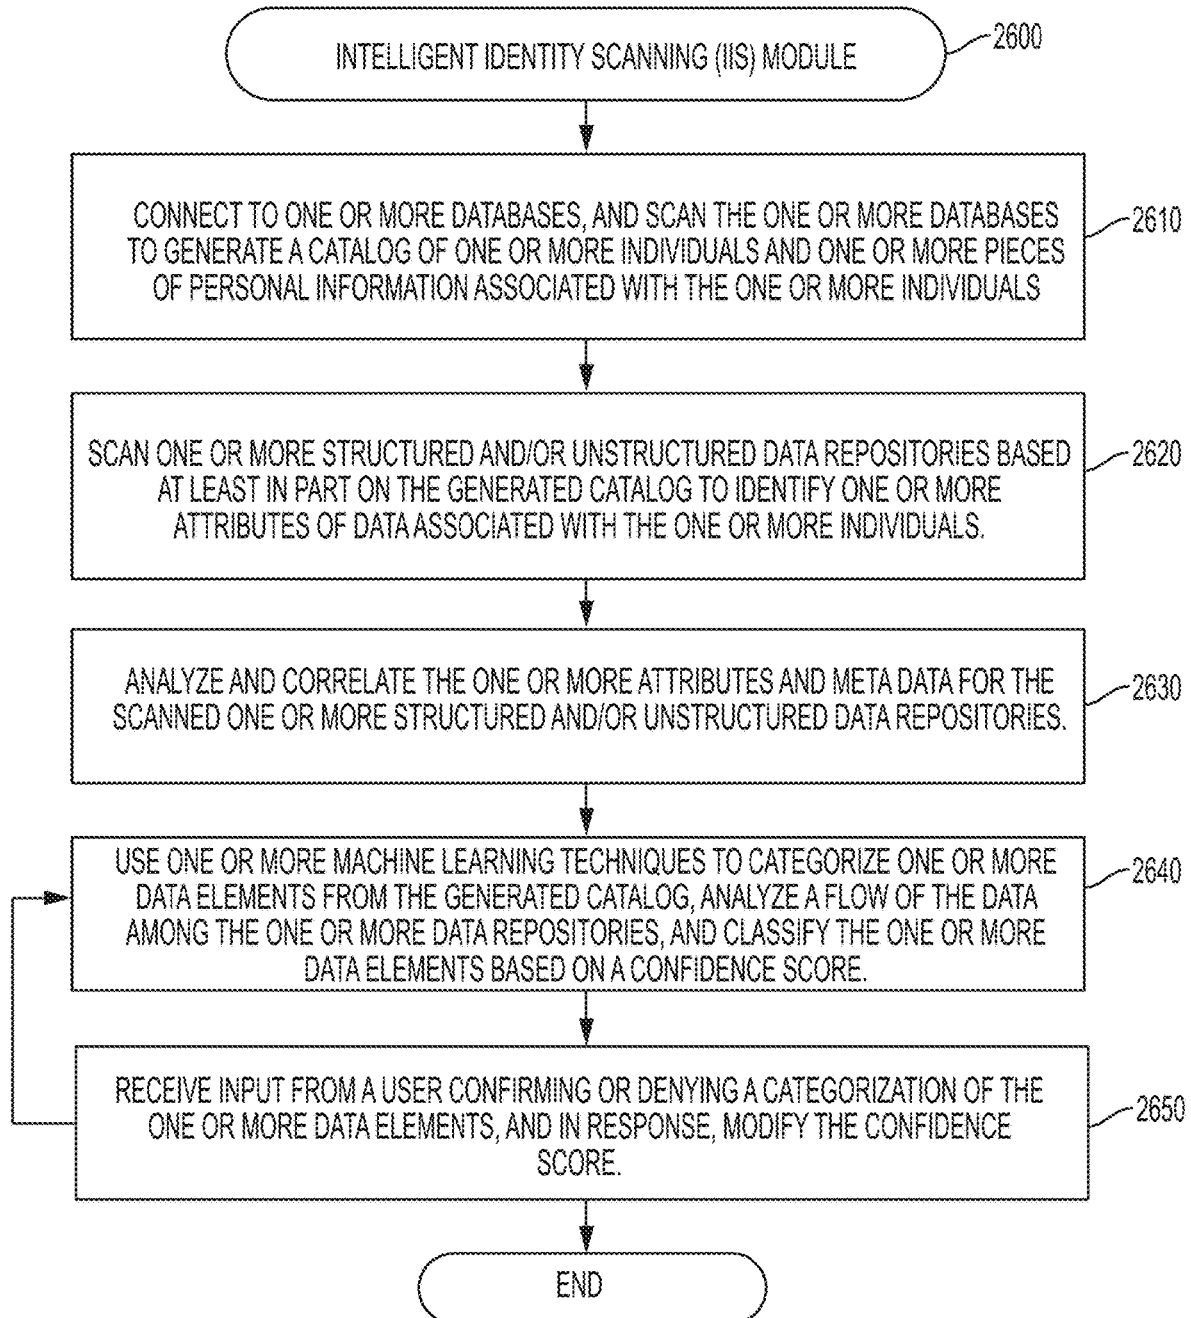 INTELLIGENT IDENTITY SCANNING (IIS) MODULE
2600
CONNECT TO ONE OR MORE DATABASES, AND SCAN THE ONE OR MORE DATABASES
TO GENERATE A CATALOG OF ONE OR MORE INDIVIDUALS AND ONE OR MORE PIECES
OF PERSONAL INFORMATION ASSOCIATED WITH THE ONE OR MORE INDIVIDUALS
2610
SCAN ONE OR MORE STRUCTURED AND/OR UNSTRUCTURED DATA REPOSITORIES BASED
AT LEAST IN PART ON THE GENERATED CATALOG TO IDENTIFY ONE OR MORE
ATTRIBUTES OF DATA ASSOCIATED WITH THE ONE OR MORE INDIVIDUALS.
2620
ANALYZE AND CORRELATE THE ONE OR MORE ATTRIBUTES AND META DATA FOR THE
SCANNED ONE OR MORE STRUCTURED AND/OR UNSTRUCTURED DATA REPOSITORIES.
2630
USE ONE OR MORE MACHINE LEARNING TECHNIQUES TO CATEGORIZE ONE OR MORE
DATA ELEMENTS FROM THE GENERATED CATALOG, ANALYZE A FLOW OF THE DATA
AMONG THE ONE OR MORE DATA REPOSITORIES, AND CLASSIFY THE ONE OR MORE
DATA ELEMENTS BASED ON A CONFIDENCE SCORE.
2640
RECEIVE INPUT FROM A USER CONFIRMING OR DENYING A CATEGORIZATION OF THE
ONE OR MORE DATA ELEMENTS, AND IN RESPONSE, MODIFY THE CONFIDENCE
SCORE.
2650
END